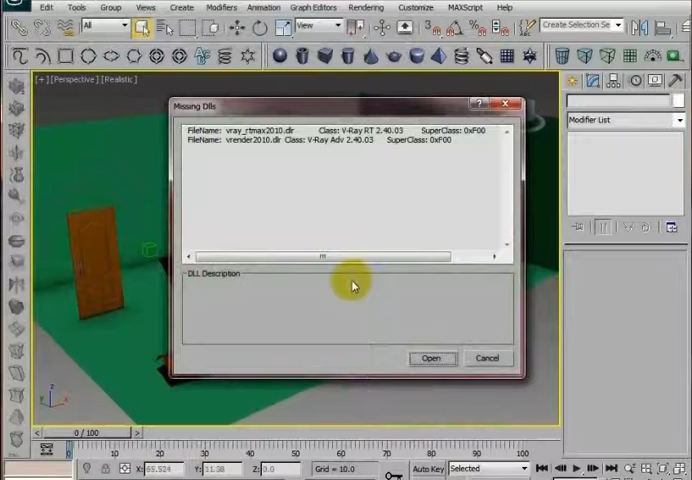 Edit Tools Group Views Create Modifiers Animation Graph Editors Rendering Customize MAXScript Help
All View Create Selection Se
[+] [Perspective] [Realistic]
Missing Dlls
FileName: vray_rtmax2010.dlr Class: V-Ray RT 2.40.03 SuperClass: 0xF00
FileName: vrender2010.dlr Class: V-Ray Adv 2.40.03 SuperClass: 0xF00
DLL Description
Open Cancel
Modifier List
z
x
0 / 100
0 10 20 30 40 50 60 70 80 90 100
X: 65.524 Y: 11.38 Z: 0.0 Grid = 10.0 Auto Key Selected